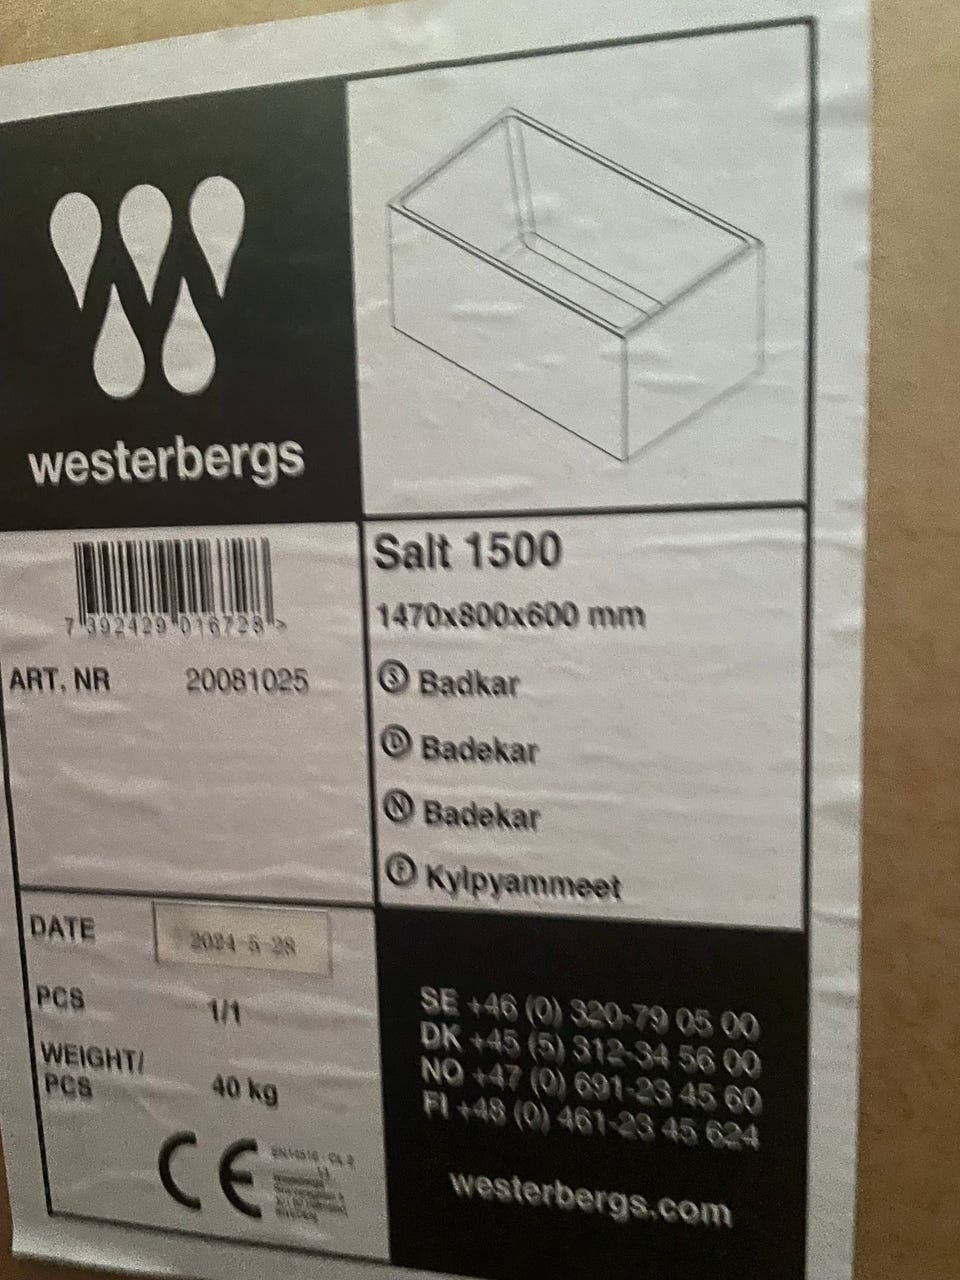 westerbergs
7 392429 016728 >
ART. NR 20081025
Salt 1500
1470x800x600 mm
S Badkar
D Badekar
N Badekar
F Kylpyammeet
DATE 2024-5-28
PCS 1/1
WEIGHT/
PCS 40 kg
CE
SE +46 (0) 320-79 05 00
DK +45 (5) 312-34 56 00
NO +47 (0) 691-23 45 60
FI +48 (0) 461-23 45 624
westerbergs.com